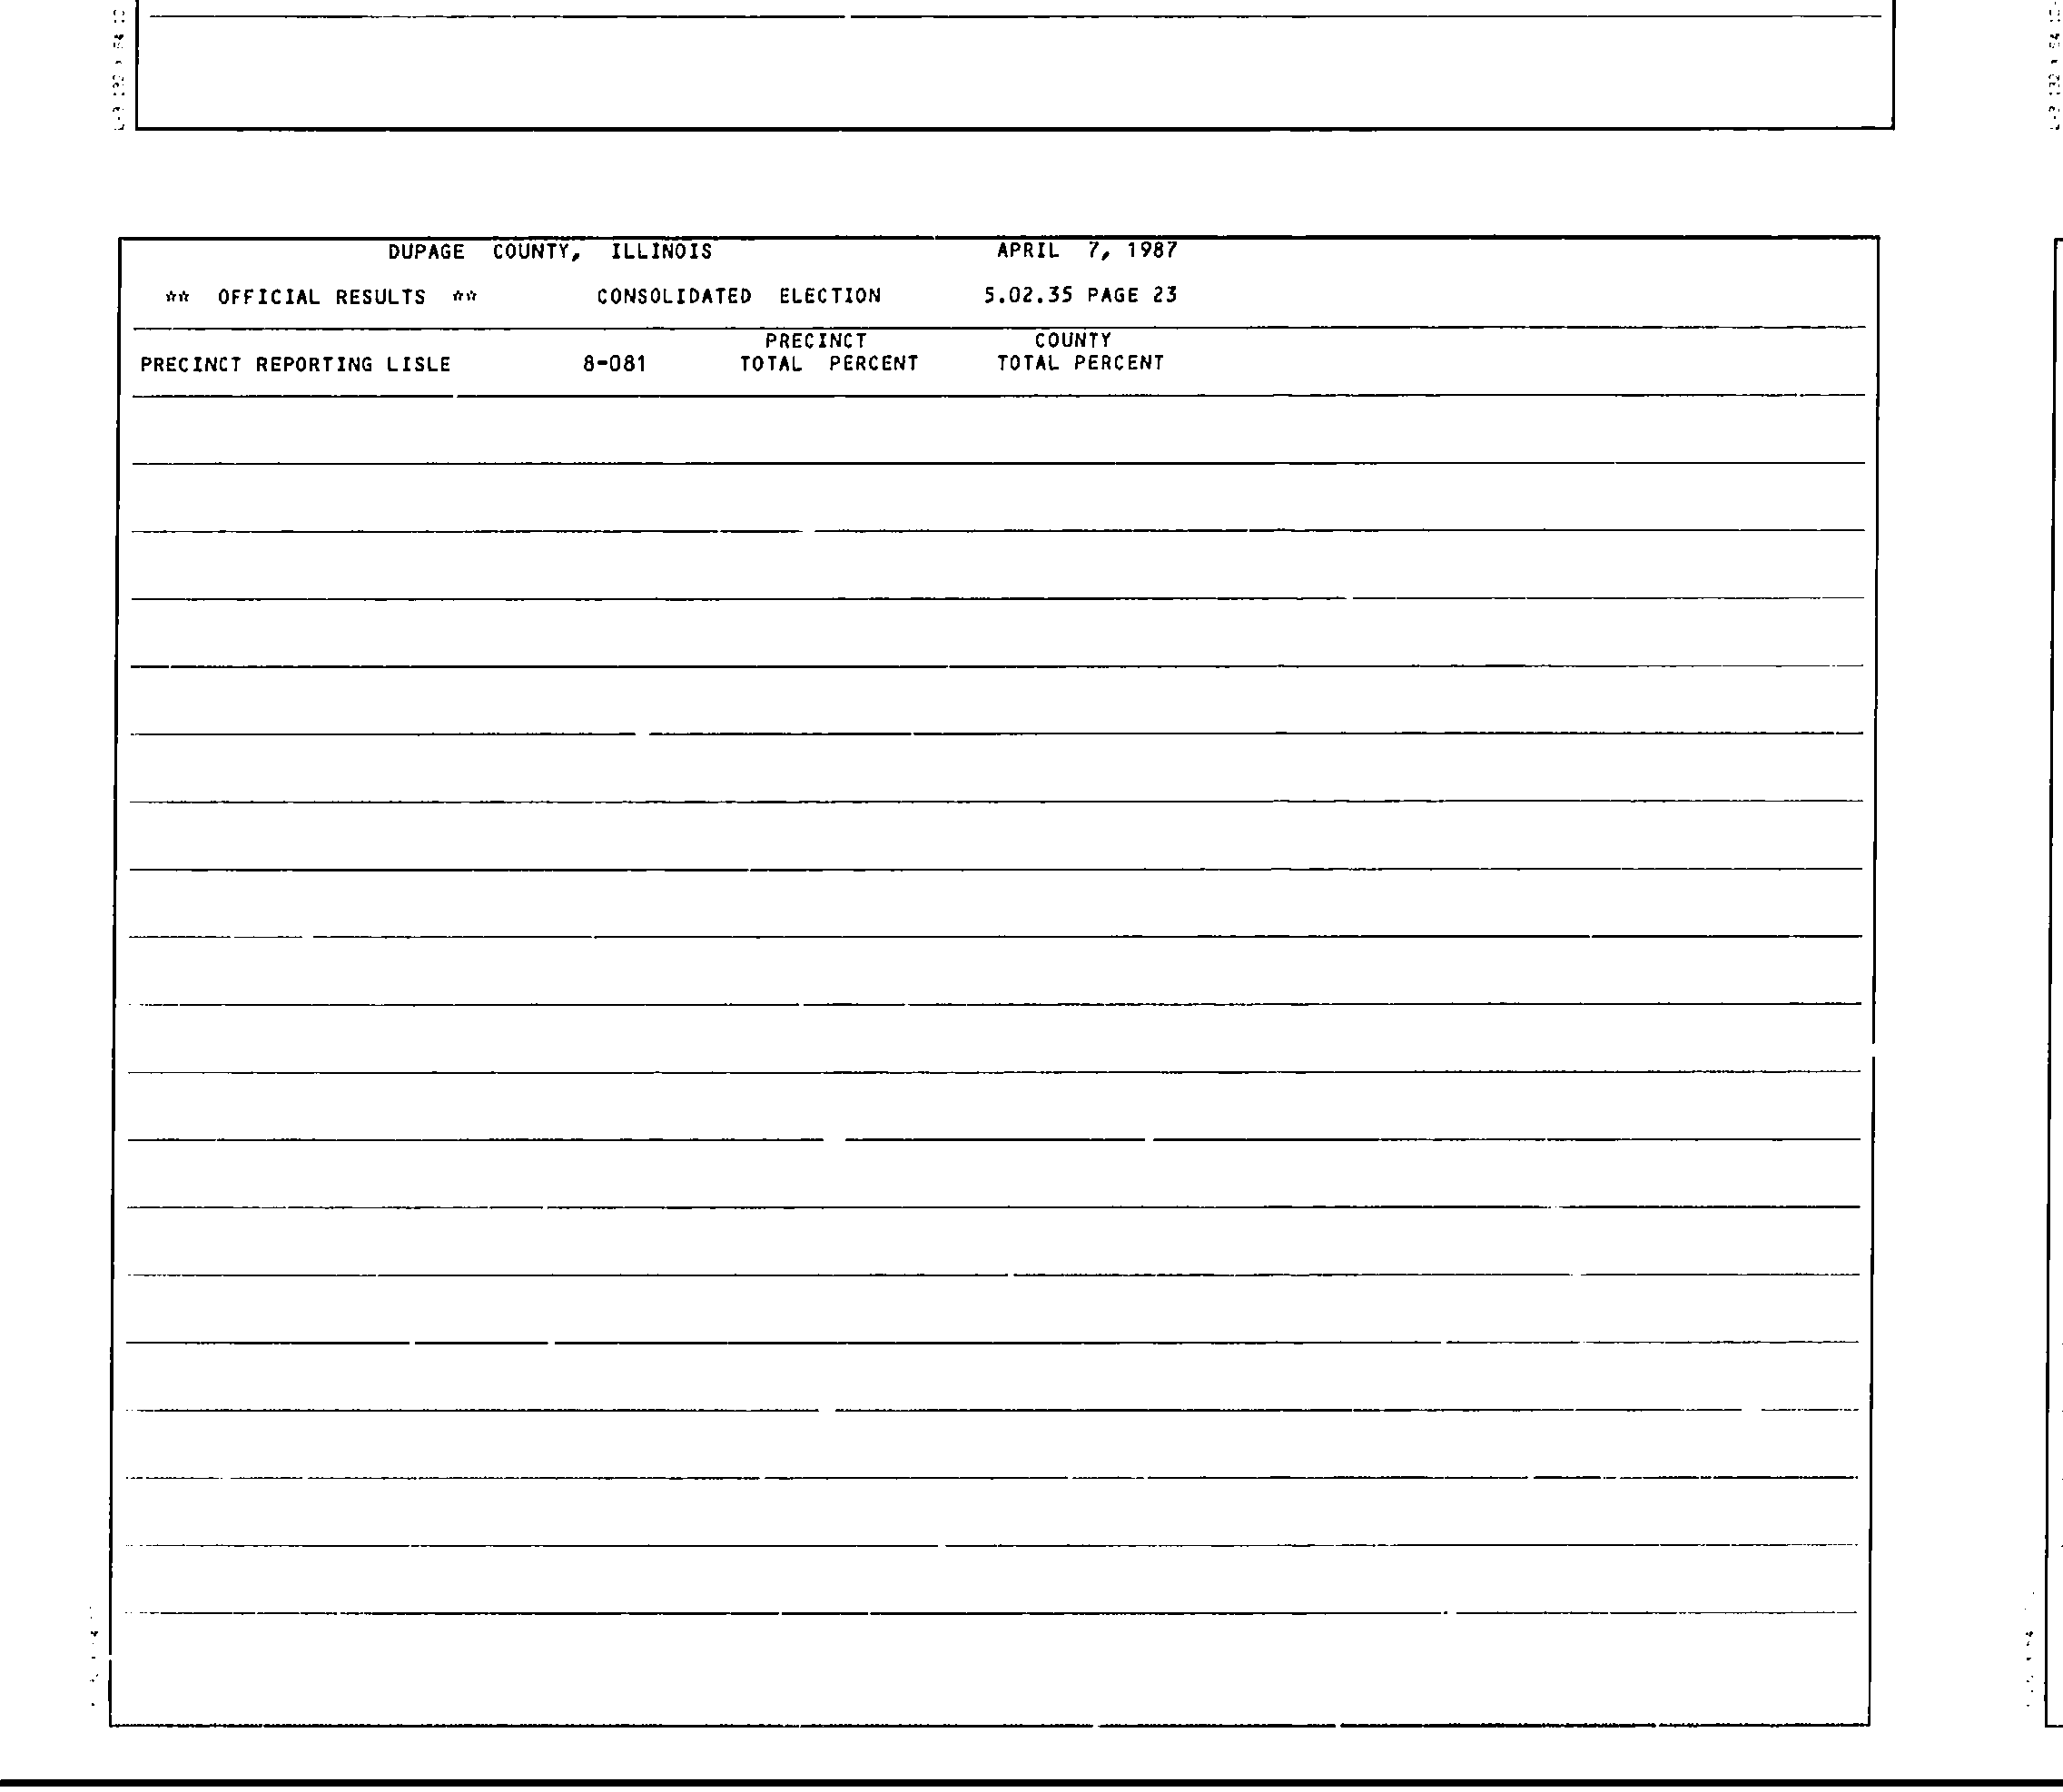 DUPAGE COUNTY, ILLINOIS APRIL 7, 1987
** OFFICIAL RESULTS ** CONSOLIDATED ELECTION 5.02.35 PAGE 23
PRECINCT COUNTY
PRECINCT REPORTING LISLE 8-081 TOTAL PERCENT TOTAL PERCENT